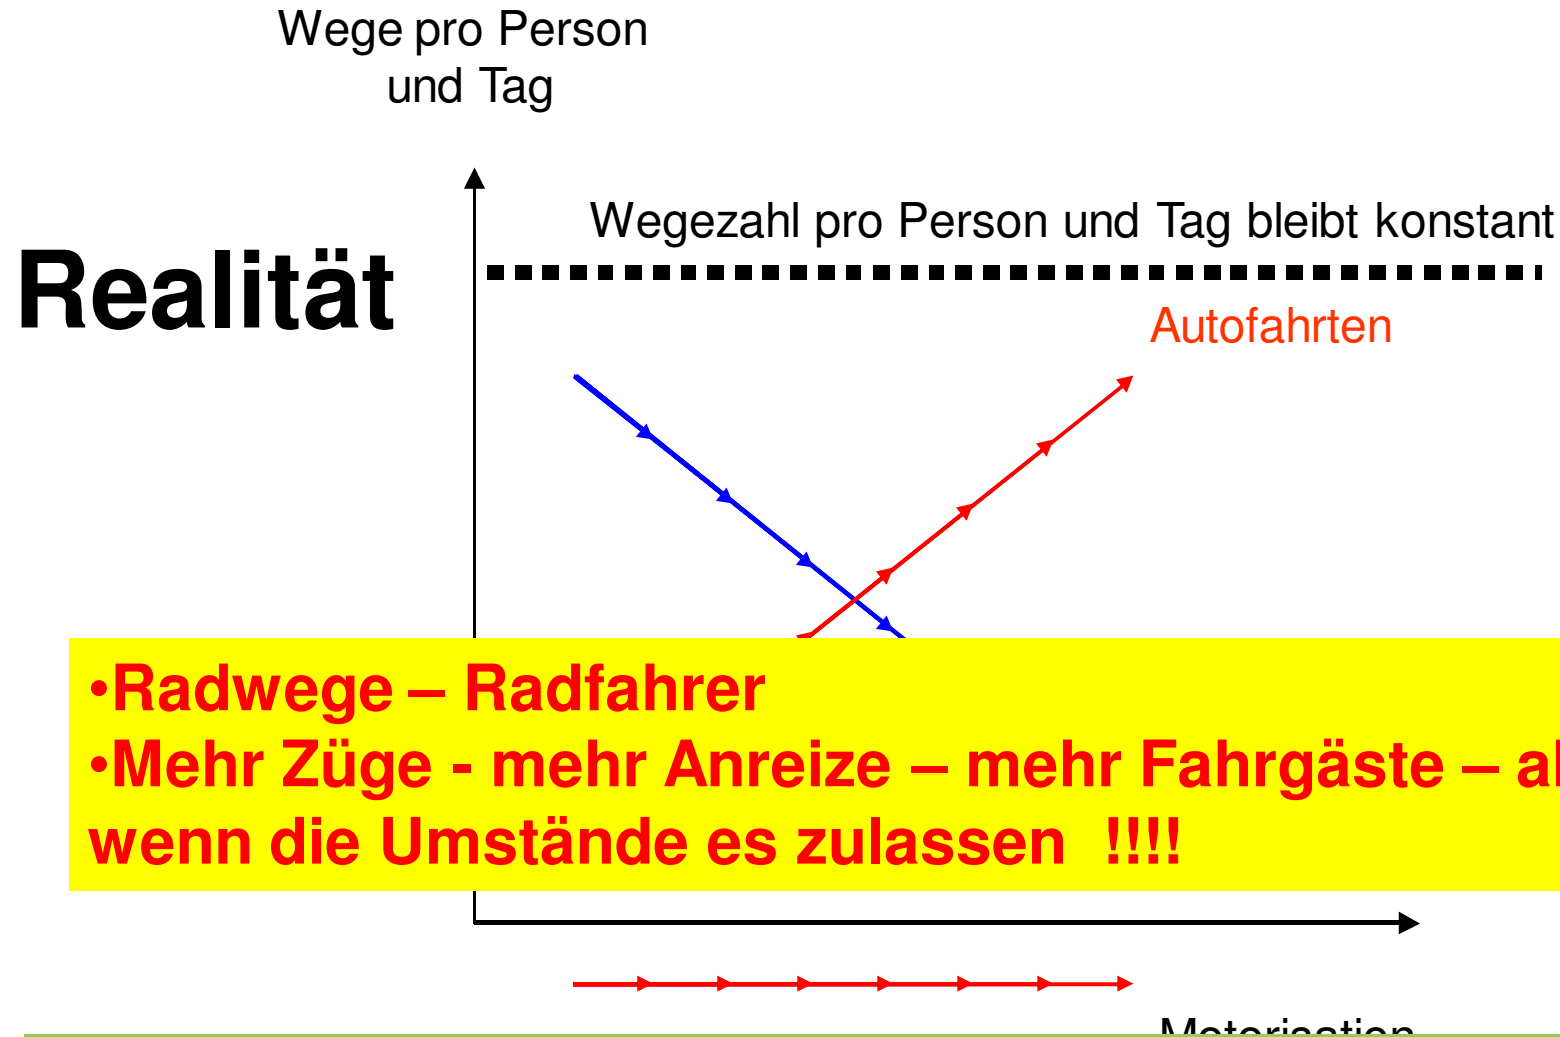 Wege pro Person
und Tag
Wegezahl pro Person und Tag bleibt konstant
Realität
Autofahrten
•Radwege – Radfahrer
•Mehr Züge - mehr Anreize – mehr Fahrgäste –
wenn die Umstände es zulassen !!!!
Motorisation